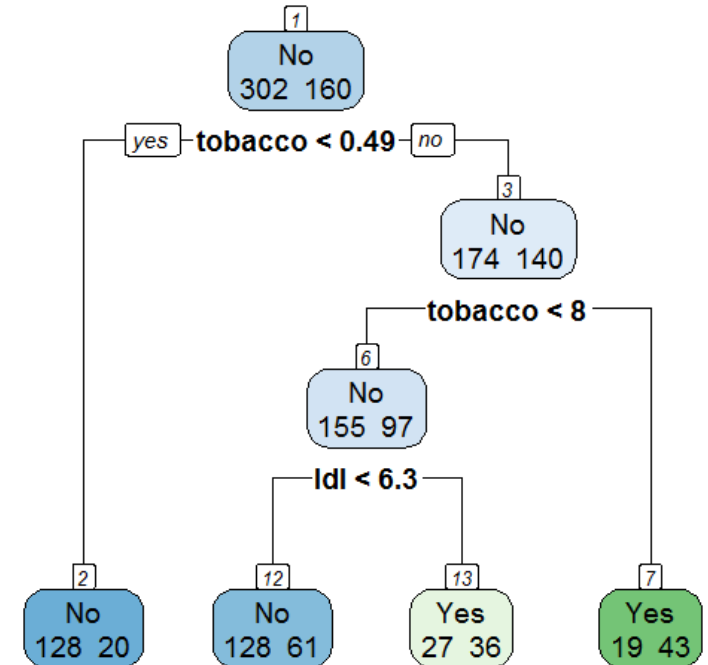 1
No
302 160
yes tobacco < 0.49 no
3
No
174 140
tobacco < 8
6
No
155 97
ldl < 6.3
2
No
128 20
12
No
128 61
13
Yes
27 36
7
Yes
19 43